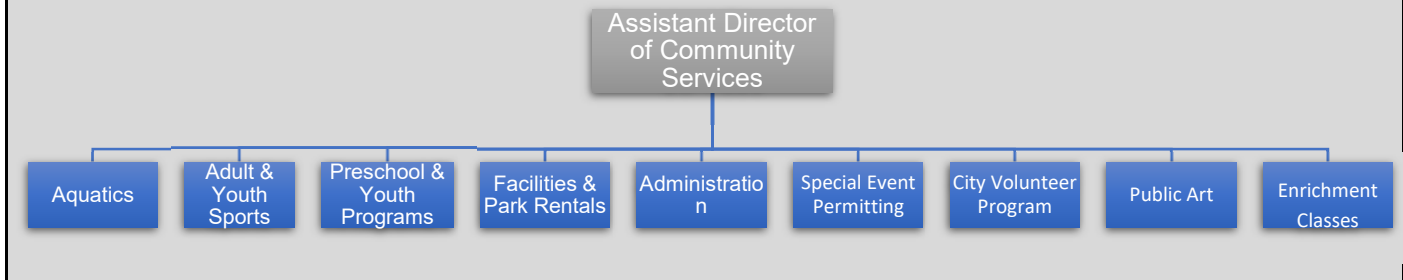 Assistant Director
of Community
Services
Aquatics
Adult &
Youth
Sports
Preschool &
Youth
Programs
Facilities &
Park Rentals
Administratio
n
Special Event
Permitting
City Volunteer
Program
Public Art
Enrichment
Classes